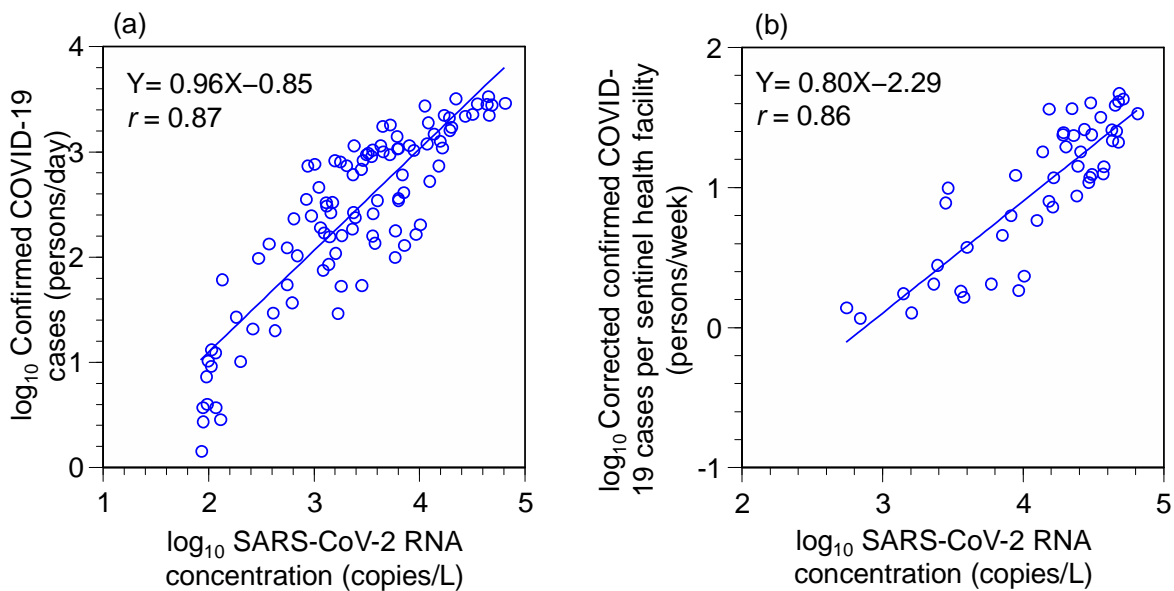 (a)
Y= 0.96X−0.85
r = 0.87
4
3
2
1
0
1
2
3
4
5
log10 Confirmed COVID-19
cases (persons/day)
log10 SARS-CoV-2 RNA
concentration (copies/L)
(b)
Y= 0.80X−2.29
r = 0.86
2
1
0
-1
2
3
4
5
log10 Corrected confirmed COVID-
19 cases per sentinel health facility
(persons/week)
log10 SARS-CoV-2 RNA
concentration (copies/L)